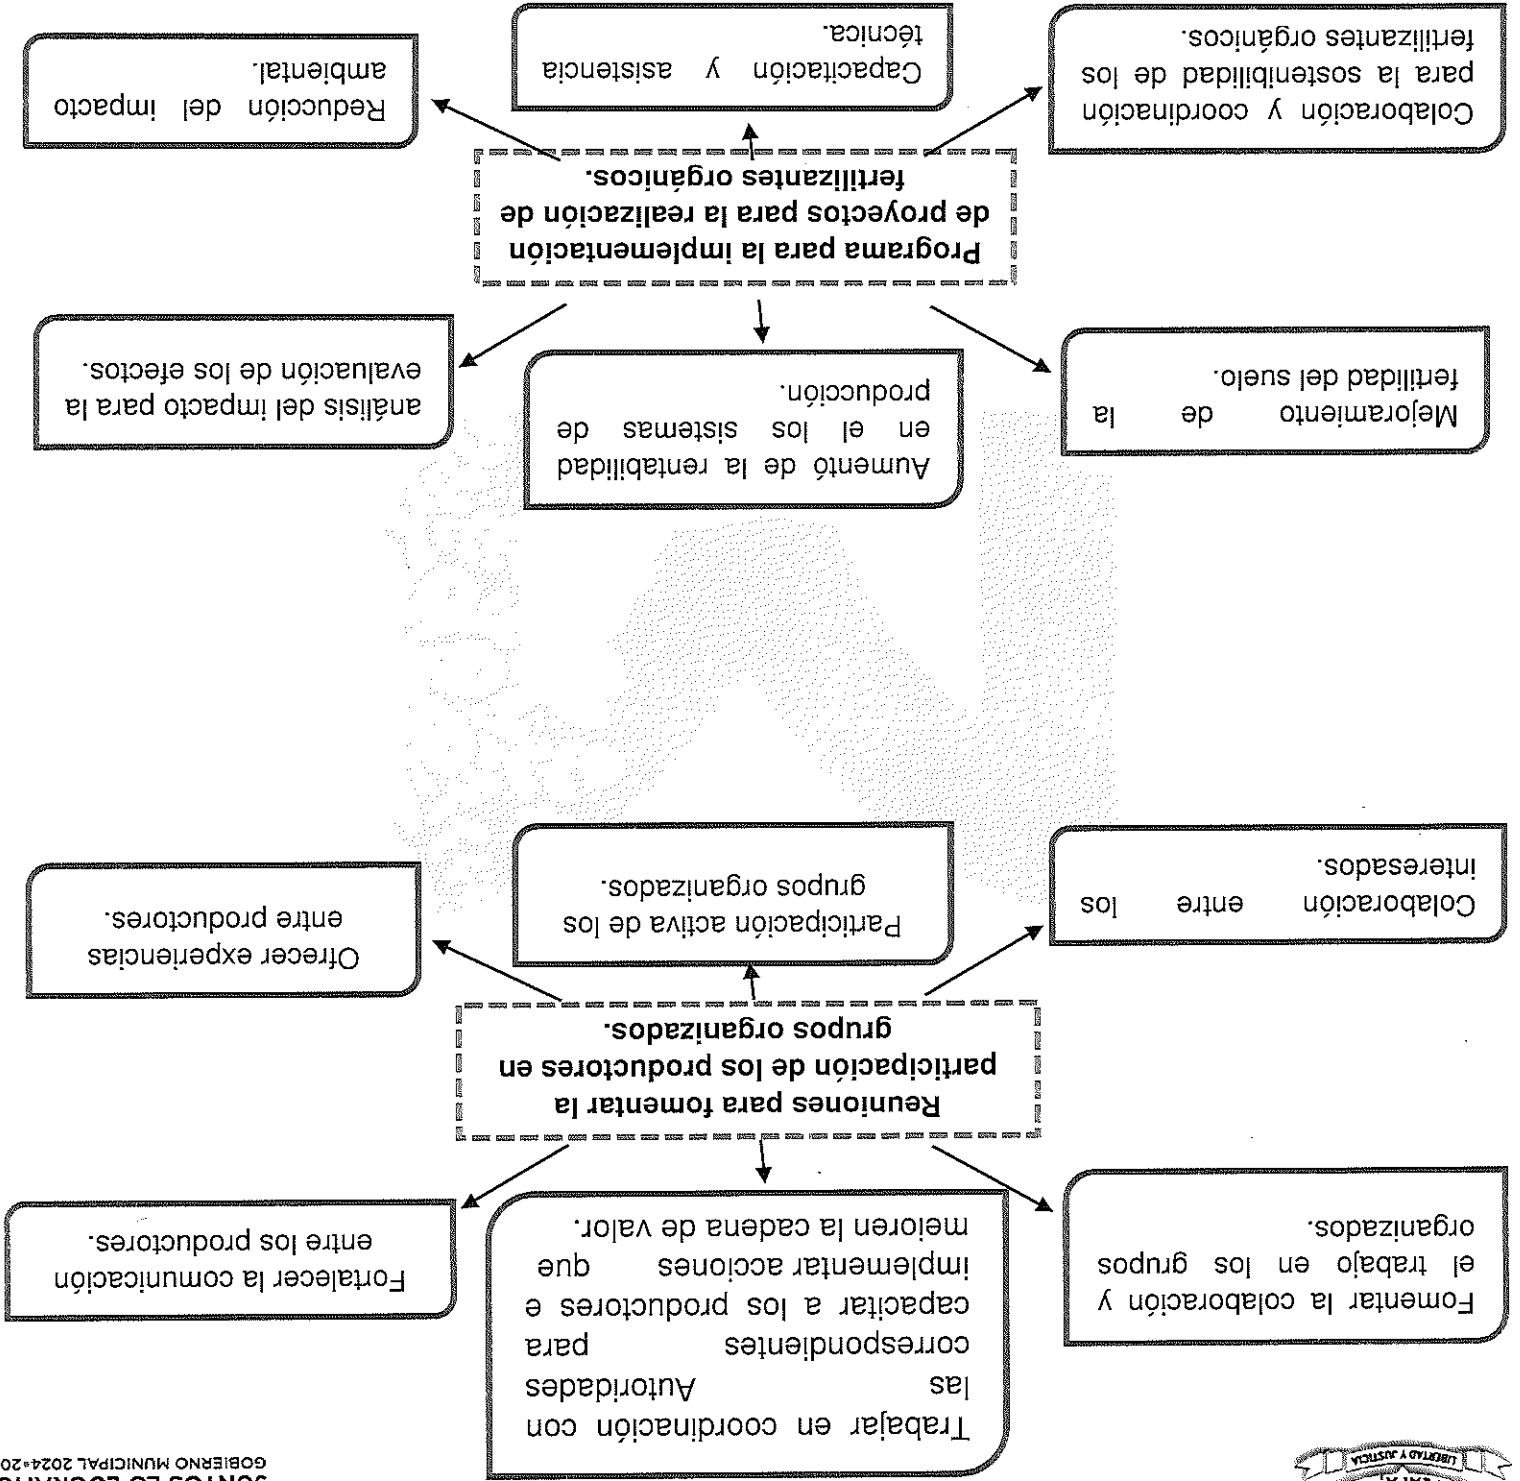 LIBERTAD Y JUSTICIA
GOBIERNO MUNICIPAL
Fomentar la colaboración y
el trabajo en los grupos
organizados.
Trabajar en coordinación con
las Autoridades
correspondientes para
capacitar a los productores e
implementar acciones que
mejoren la cadena de valor.
Fortalecer la comunicación
entre los productores.
Reuniones para fomentar la
participación de los productores en
grupos organizados.
Colaboración entre los
interesados.
Participación activa de los
grupos organizados.
Ofrecer experiencias
entre productores.
Mejoramiento de la
fertilidad del suelo.
Aumentó de la rentabilidad
en el los sistemas de
producción.
análisis del impacto para la
evaluación de los efectos.
Programa para la implementación
de proyectos para la realización de
fertilizantes orgánicos.
Colaboración y coordinación
para la sostenibilidad de los
fertilizantes orgánicos.
Capacitación y asistencia
técnica.
Reducción del impacto
ambiental.